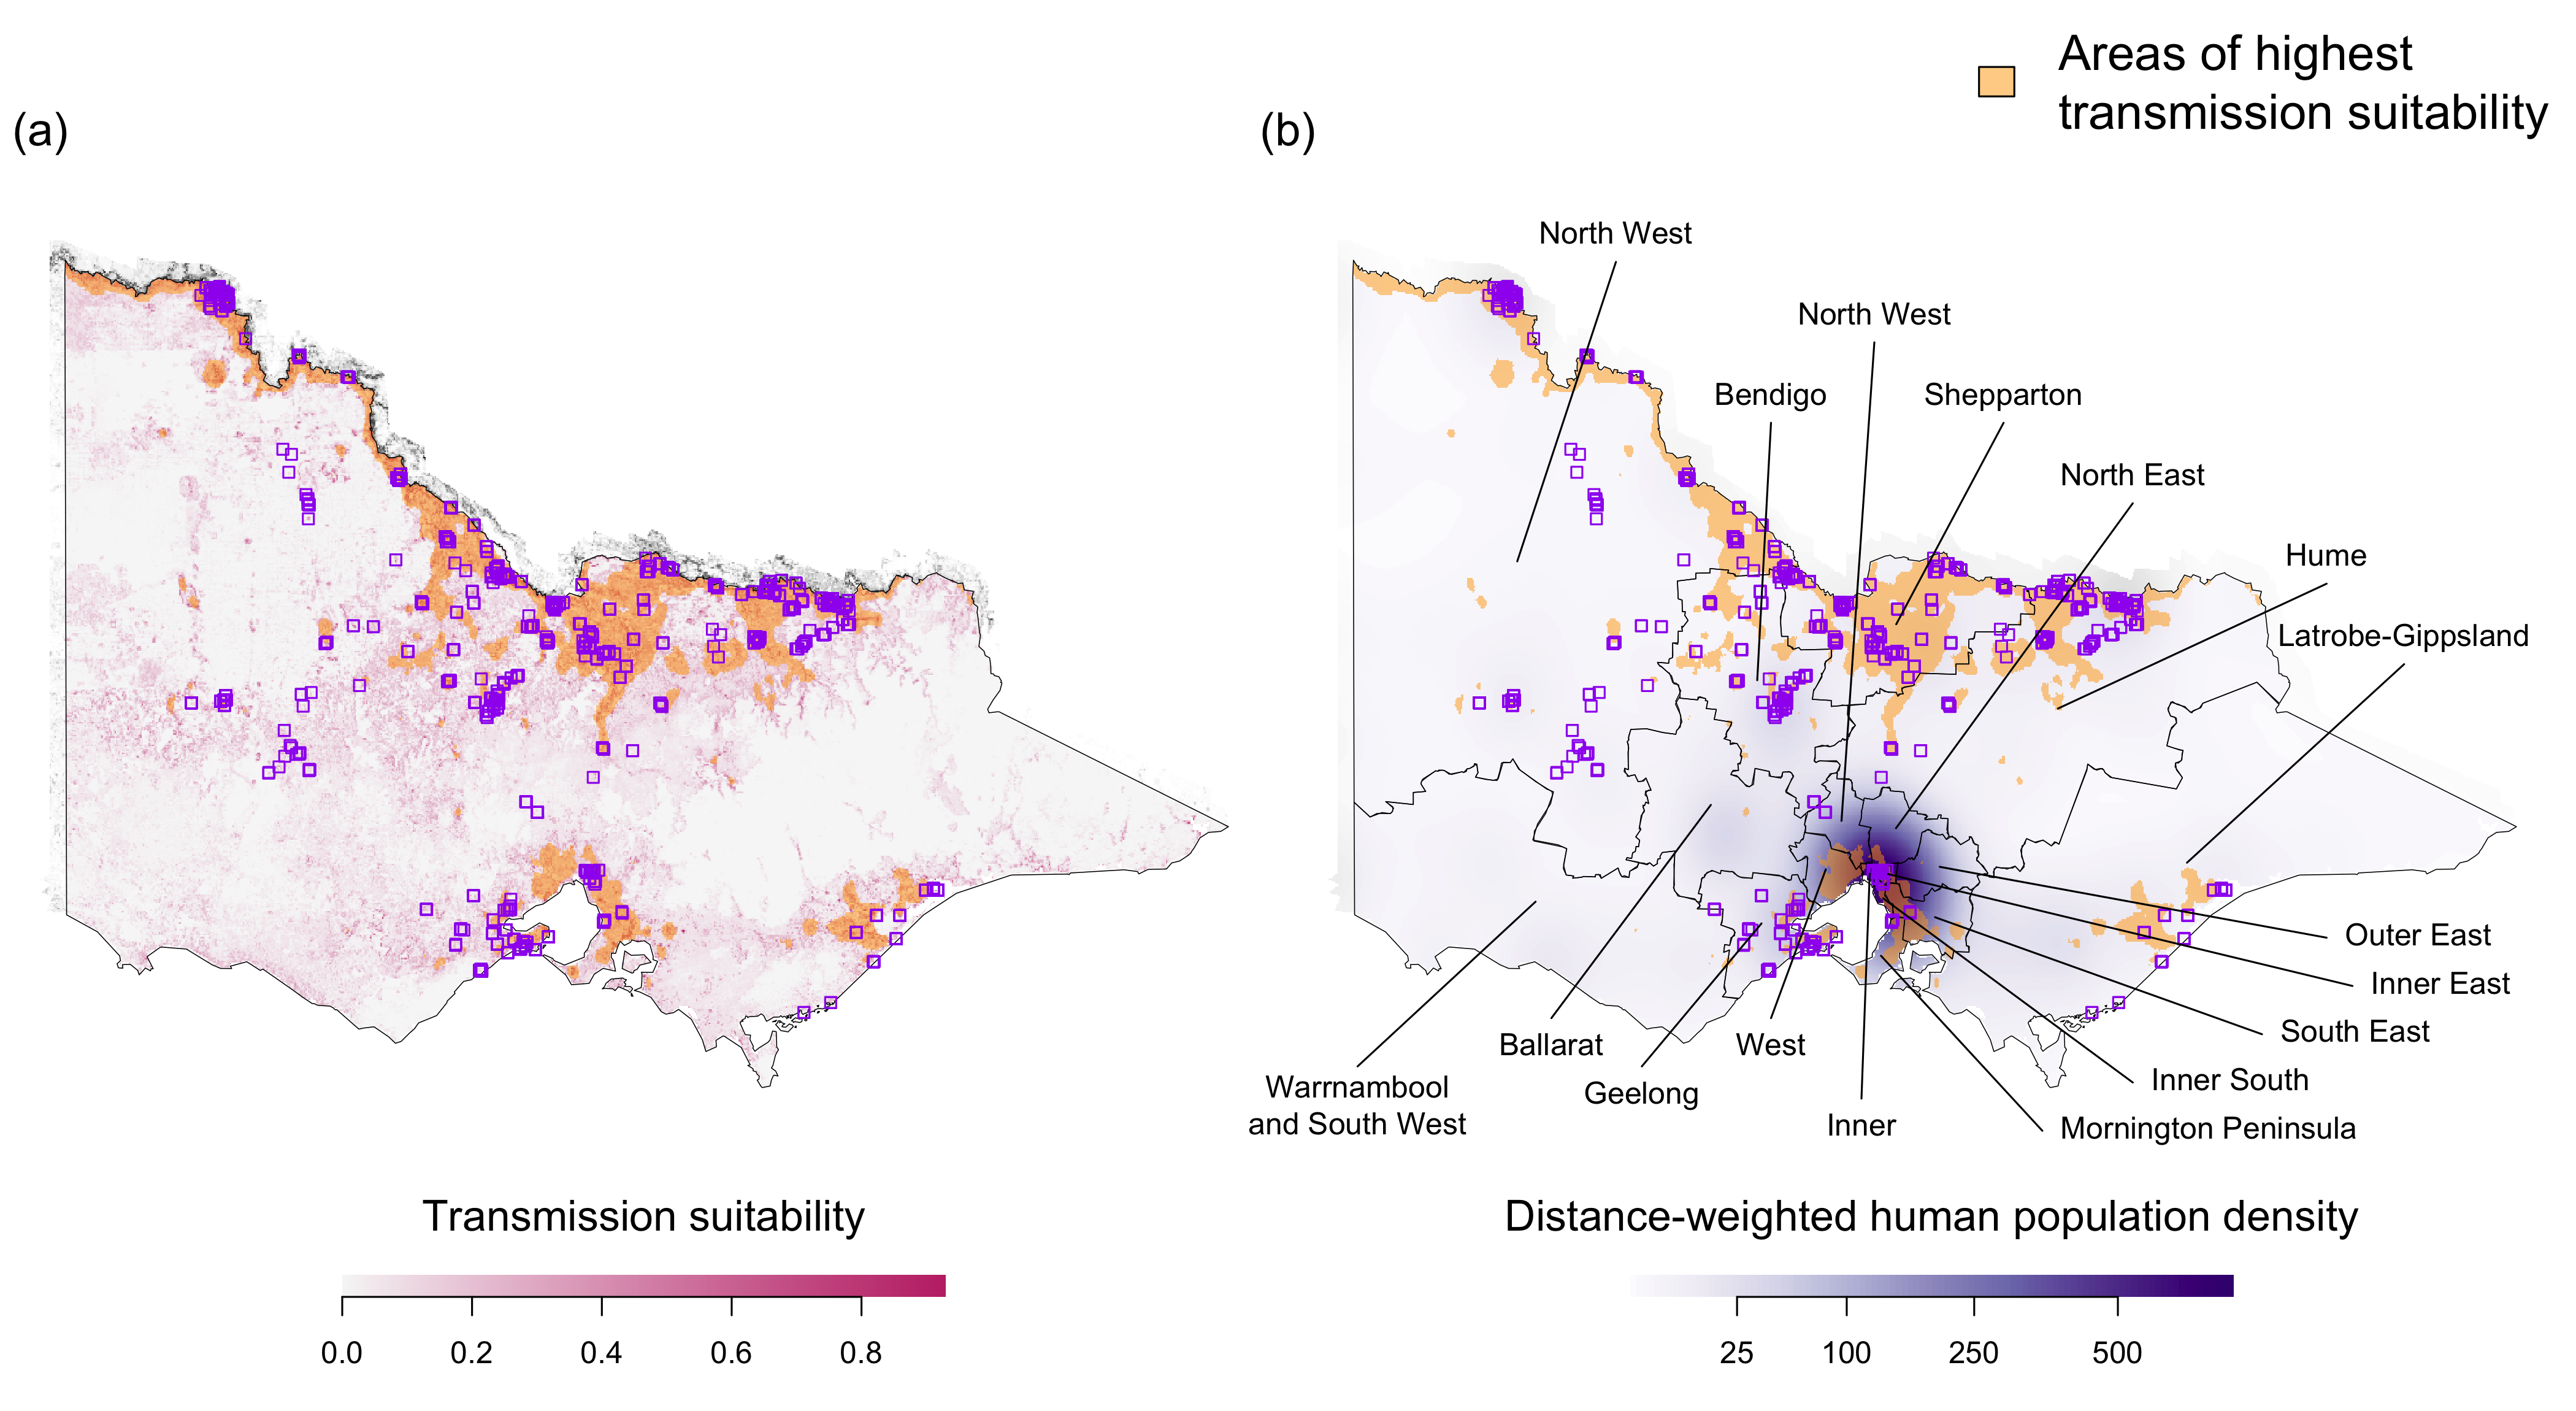 Areas of highest
transmission suitability
(a)
(b)
North West
North West
Bendigo
Shepparton
North East
Hume
Latrobe-Gippsland
Outer East
Inner East
South East
Inner South
Mornington Peninsula
Inner
West
Ballarat
Geelong
Warrnambool
and South West
Transmission suitability
0.0 0.2 0.4 0.6 0.8
Distance-weighted human population density
25 100 250 500